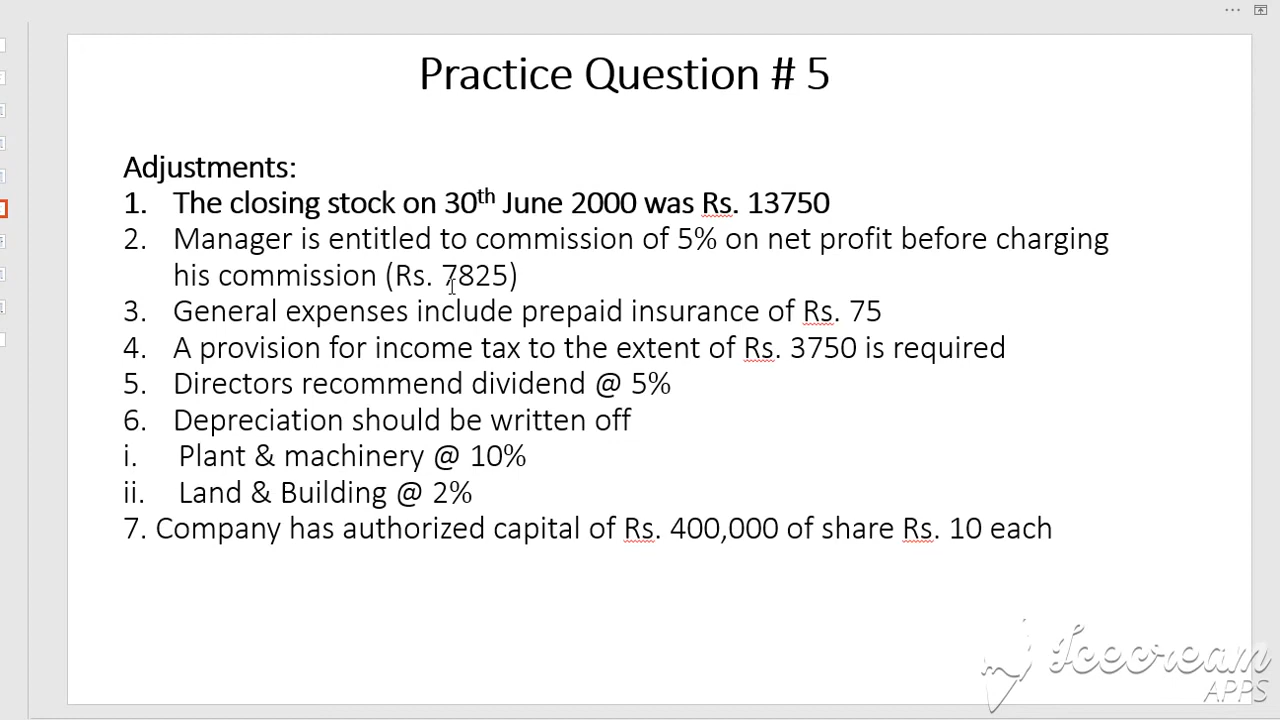 Practice Question # 5
Adjustments:
1. The closing stock on 30th June 2000 was Rs. 13750
2. Manager is entitled to commission of 5% on net profit before charging
his commission (Rs. 7825)
3. General expenses include prepaid insurance of Rs. 75
4. A provision for income tax to the extent of Rs. 3750 is required
5. Directors recommend dividend @ 5%
6. Depreciation should be written off
i. Plant & machinery @ 10%
ii. Land & Building @ 2%
7. Company has authorized capital of Rs. 400,000 of share Rs. 10 each
Icecream
APPS